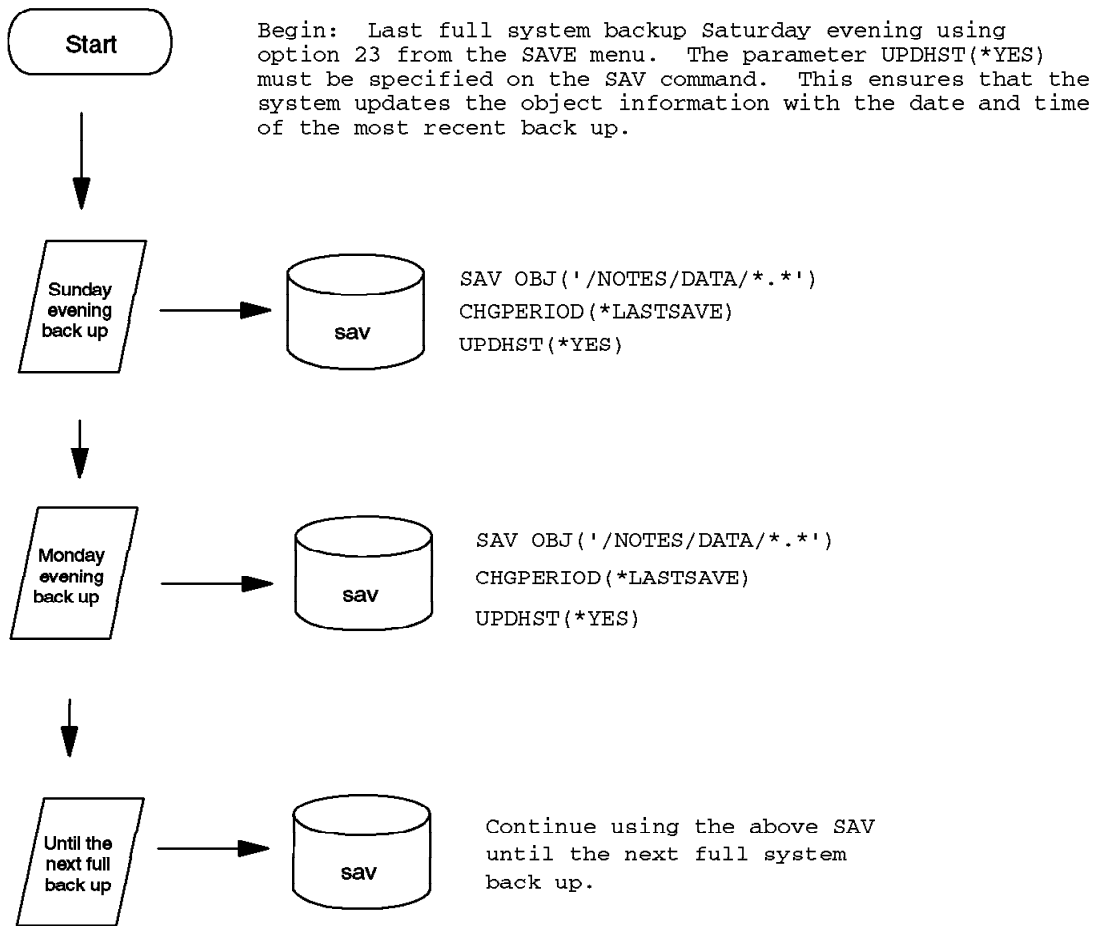 Start
Begin:  Last full system backup Saturday evening using
option 23 from the SAVE menu.  The parameter UPDHST(*YES)
must be specified on the SAV command.  This ensures that the
system updates the object information with the date and time
of the most recent back up.
Sunday
evening
back up
sav
SAV OBJ('/NOTES/DATA/*.*')
CHGPERIOD(*LASTSAVE)
UPDHST(*YES)
Monday
evening
back up
sav
SAV OBJ('/NOTES/DATA/*.*')
CHGPERIOD(*LASTSAVE)
UPDHST(*YES)
Until the
next full
back up
sav
Continue using the above SAV
until the next full system
back up.